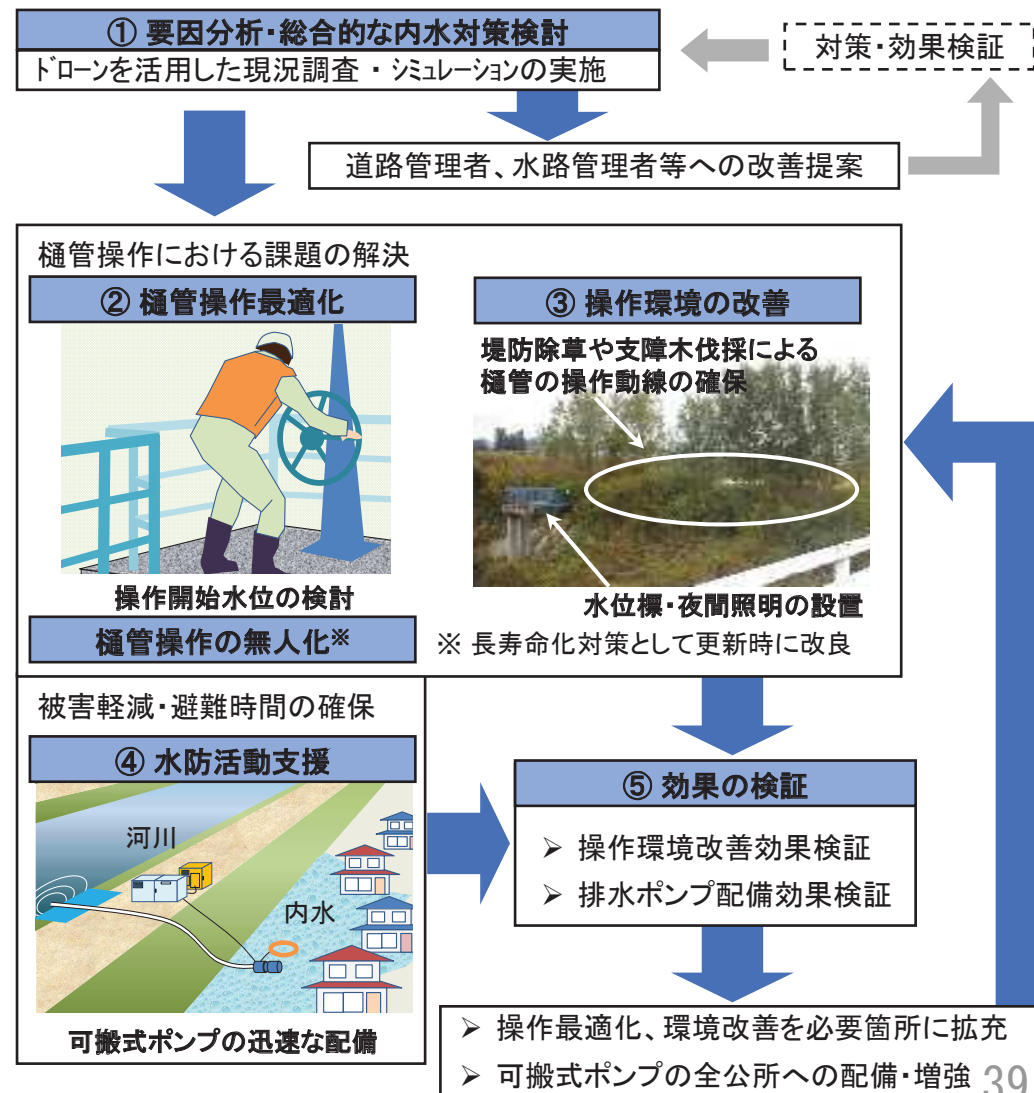 ① 要因分析・総合的な内水対策検討
ドローンを活用した現況調査 ・ シミュレーションの実施
対策・効果検証
道路管理者、水路管理者等への改善提案
樋管操作における課題の解決
② 樋管操作最適化
操作開始水位の検討
樋管操作の無人化※
③ 操作環境の改善
堤防除草や支障木伐採による
樋管の操作動線の確保
水位標・夜間照明の設置
※ 長寿命化対策として更新時に改良
被害軽減・避難時間の確保
④ 水防活動支援
河川
内水
可搬式ポンプの迅速な配備
⑤ 効果の検証
➢ 操作環境改善効果検証
➢ 排水ポンプ配備効果検証
➢ 操作最適化、環境改善を必要箇所に拡充
➢ 可搬式ポンプの全公所への配備・増強
39